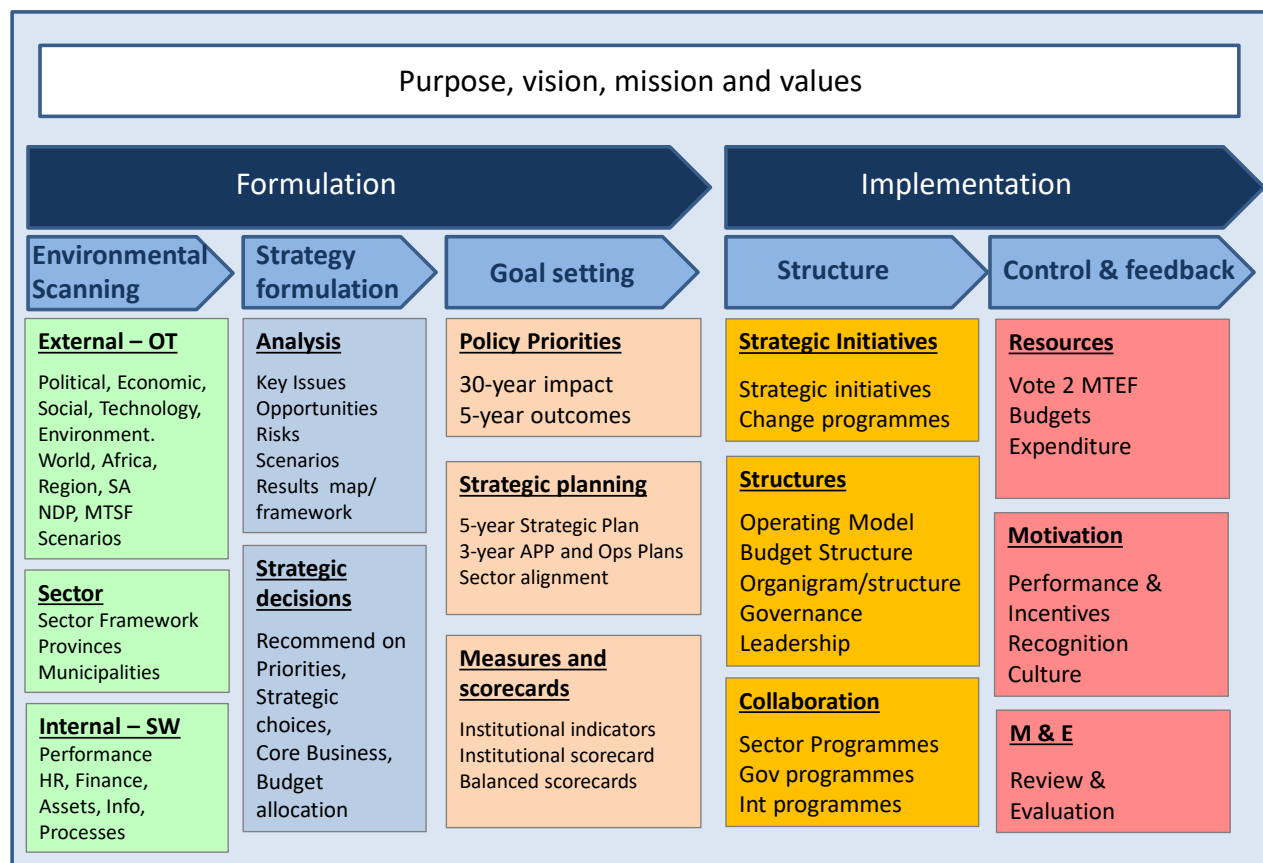 Purpose, vision, mission and values
Formulation
Implementation
Environmental
Scanning
Strategy
formulation
Goal setting
Structure
Control & feedback
External – OT
Political, Economic,
Social, Technology,
Environment.
World, Africa,
Region, SA
NDP, MTSF
Scenarios
Sector
Sector Framework
Provinces
Municipalities
Internal – SW
Performance
HR, Finance,
Assets, Info,
Processes
Analysis
Key Issues
Opportunities
Risks
Scenarios
Results map/
framework
Strategic
decisions
Recommend on
Priorities,
Strategic
choices,
Core Business,
Budget
allocation
Policy Priorities
30-year impact
5-year outcomes
Strategic planning
5-year Strategic Plan
3-year APP and Ops Plans
Sector alignment
Measures and
scorecards
Institutional indicators
Institutional scorecard
Balanced scorecards
Strategic Initiatives
Strategic initiatives
Change programmes
Structures
Operating Model
Budget Structure
Organigram/structure
Governance
Leadership
Collaboration
Sector Programmes
Gov programmes
Int programmes
Resources
Vote 2 MTEF
Budgets
Expenditure
Motivation
Performance &
Incentives
Recognition
Culture
M & E
Review &
Evaluation